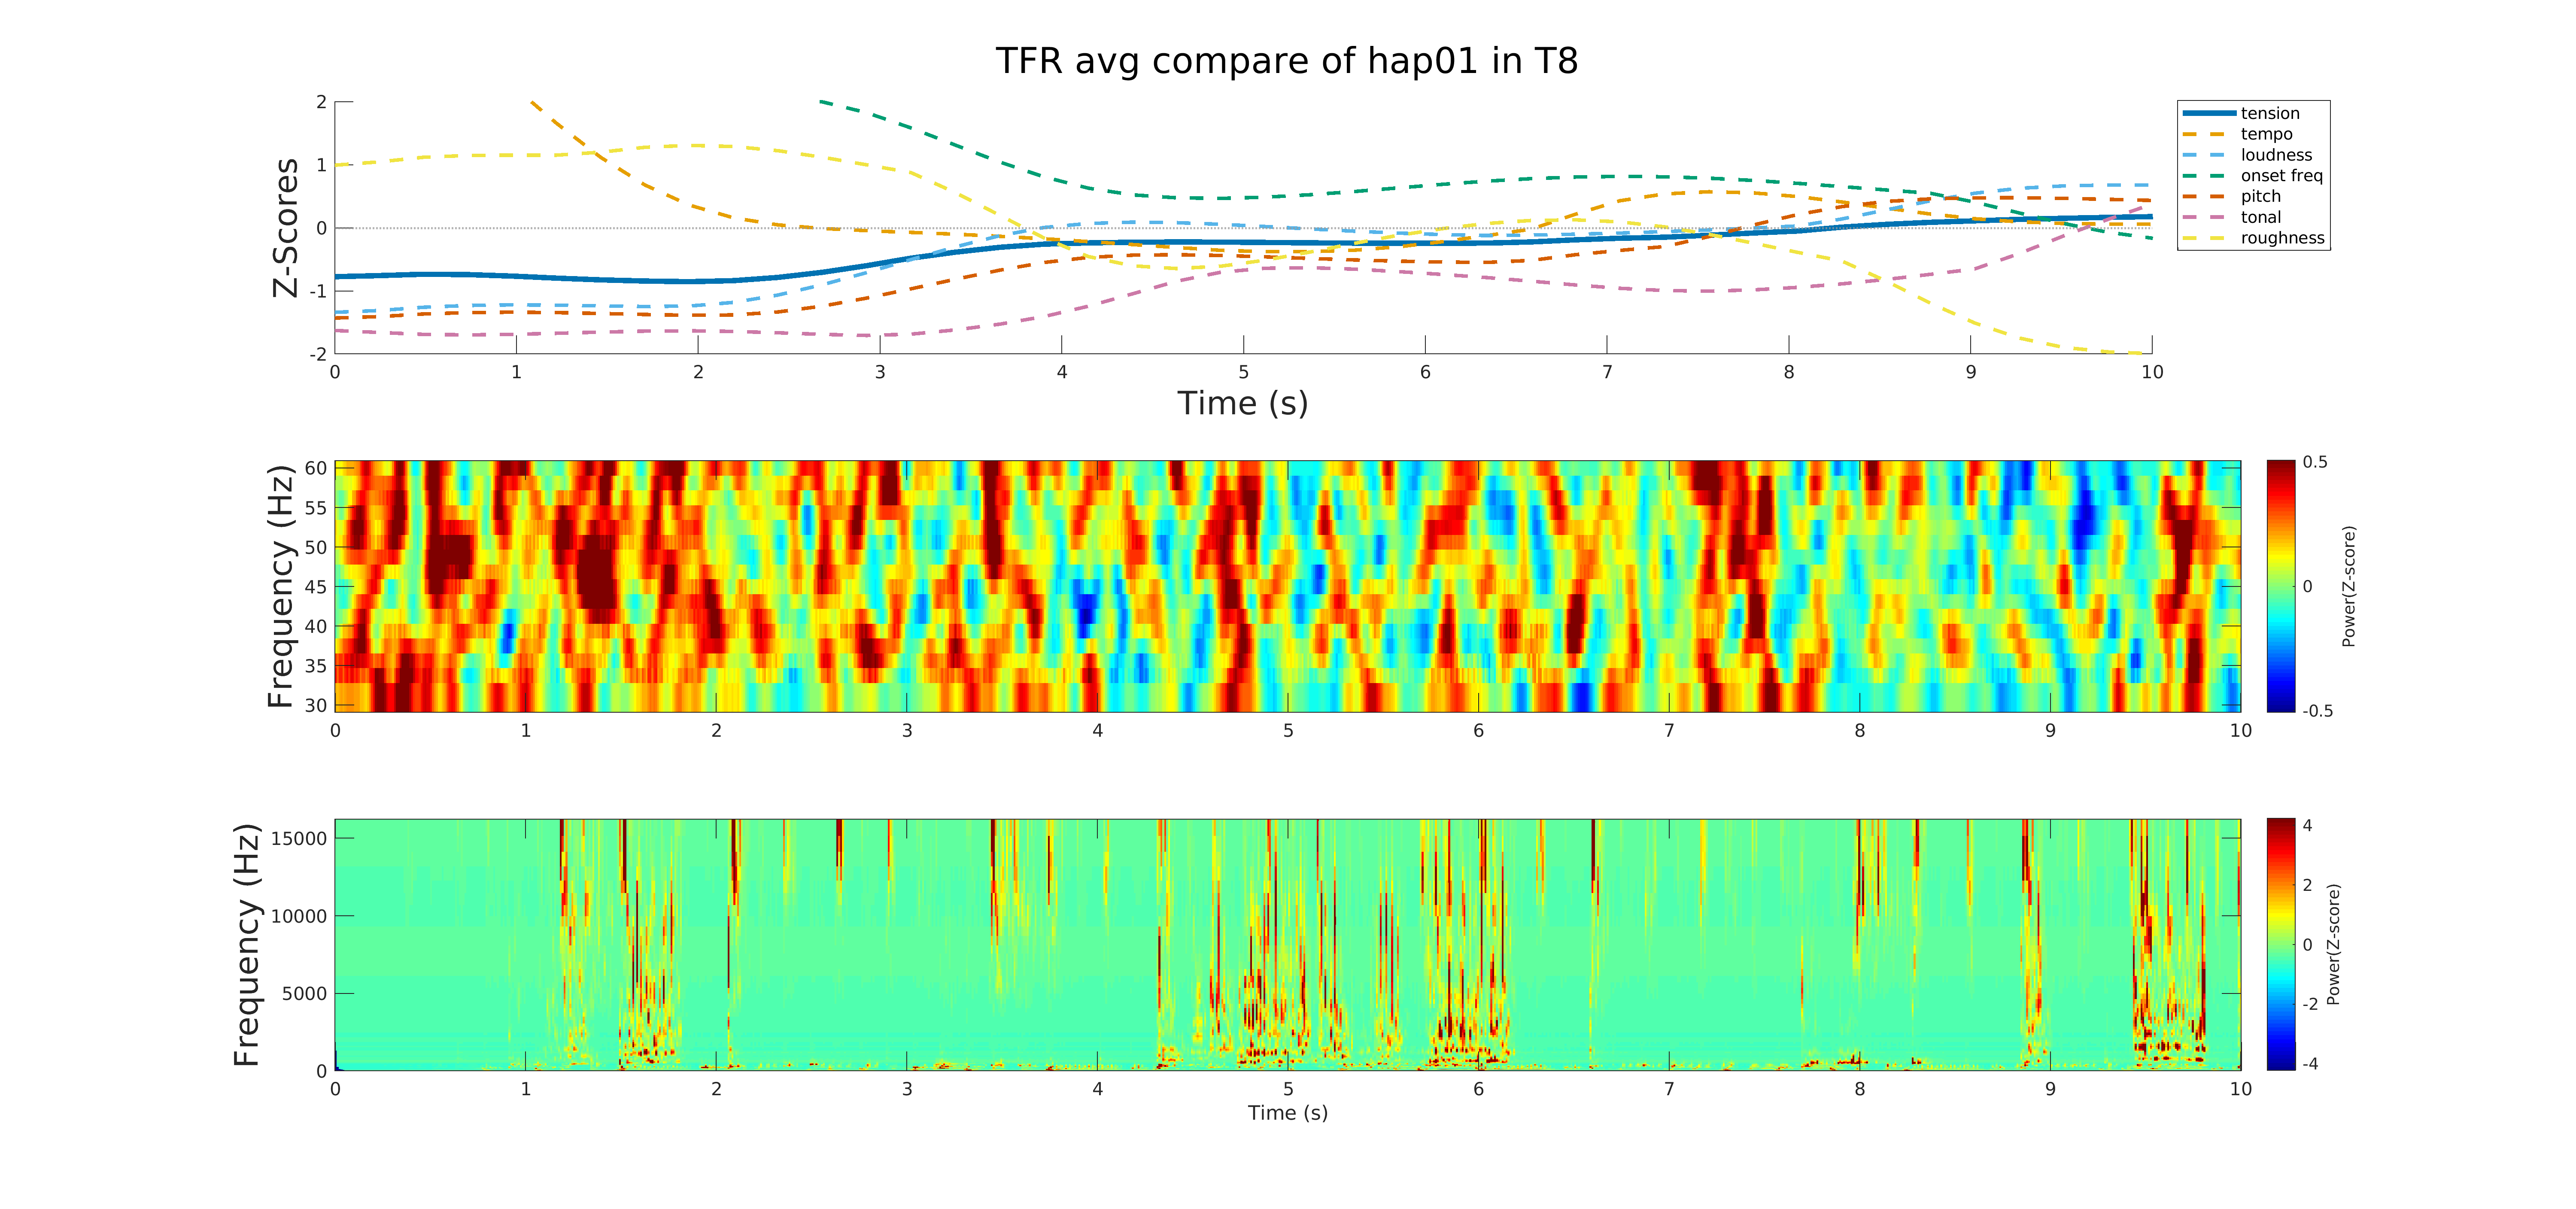 TFR avg compare of hap01 in T8
Z-Scores
2
1
0
-1
-2
0 1 2 3 4 5 6 7 8 9 10
Time (s)
tension
tempo
loudness
onset freq
pitch
tonal
roughness
Frequency (Hz)
60
55
50
45
40
35
30
0 1 2 3 4 5 6 7 8 9 10
0.5
0
-0.5
Power(Z-score)
Frequency (Hz)
15000
10000
5000
0
0 1 2 3 4 5 6 7 8 9 10
Time (s)
4
2
0
-2
-4
Power(Z-score)